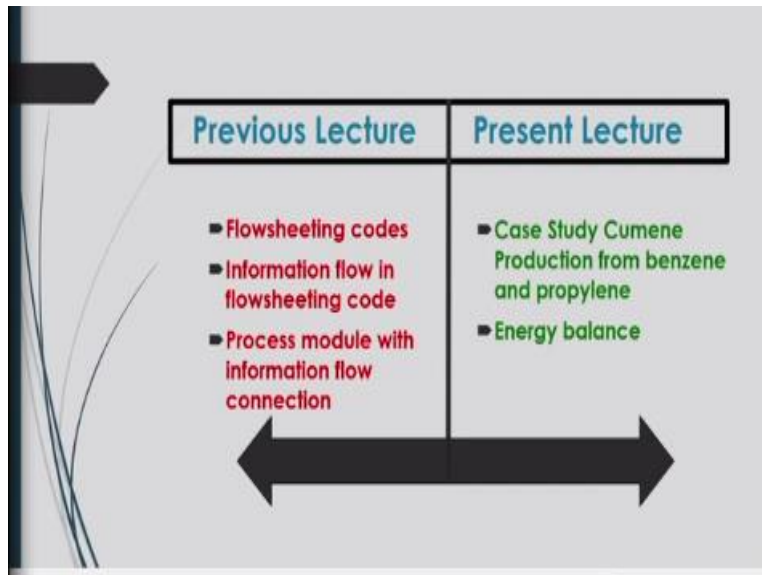 Previous Lecture
Present Lecture
Flowsheeting codes
Information flow in
flowsheeting code
Process module with
information flow
connection
Case Study Cumene
Production from benzene
and propylene
Energy balance